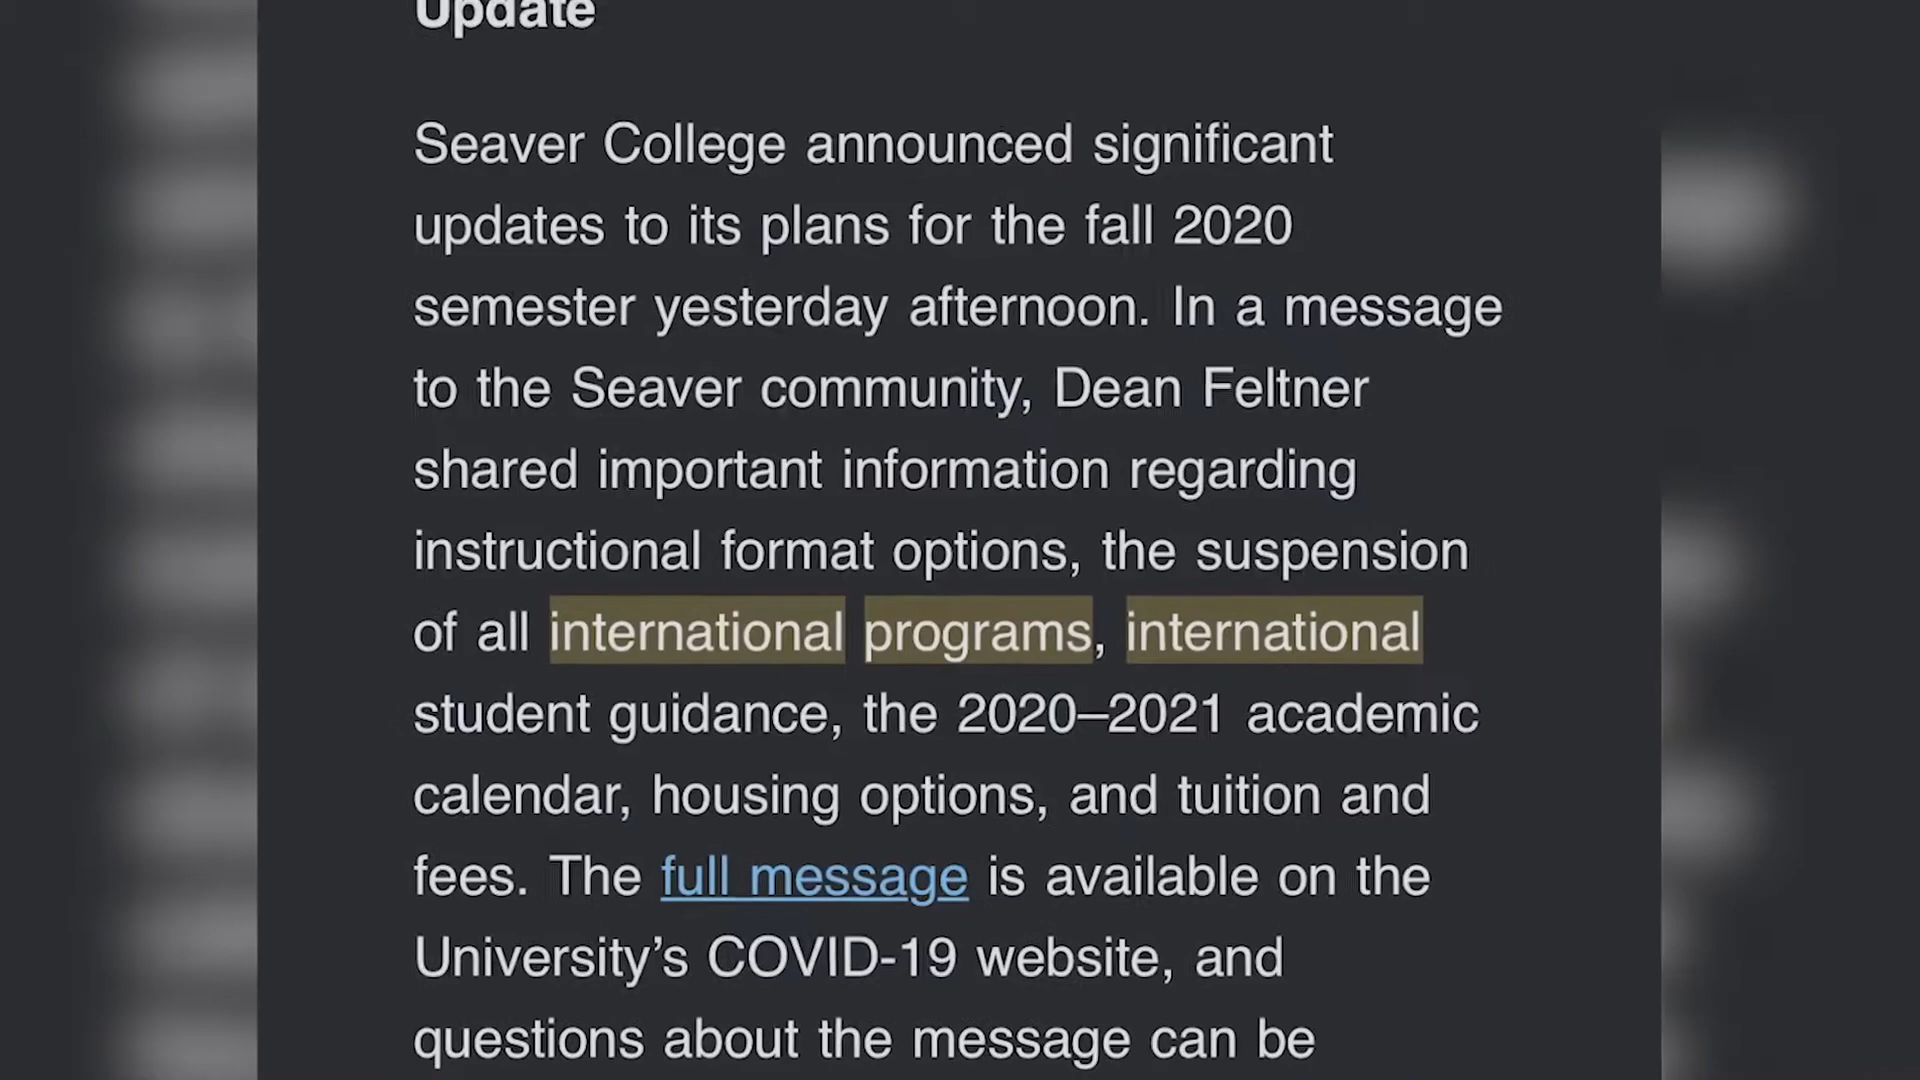 Update
Seaver College announced significant
updates to its plans for the fall 2020
semester yesterday afternoon. In a message
to the Seaver community, Dean Feltner
shared important information regarding
instructional format options, the suspension
of all international programs, international
student guidance, the 2020–2021 academic
calendar, housing options, and tuition and
fees. The full message is available on the
University’s COVID-19 website, and
questions about the message can be